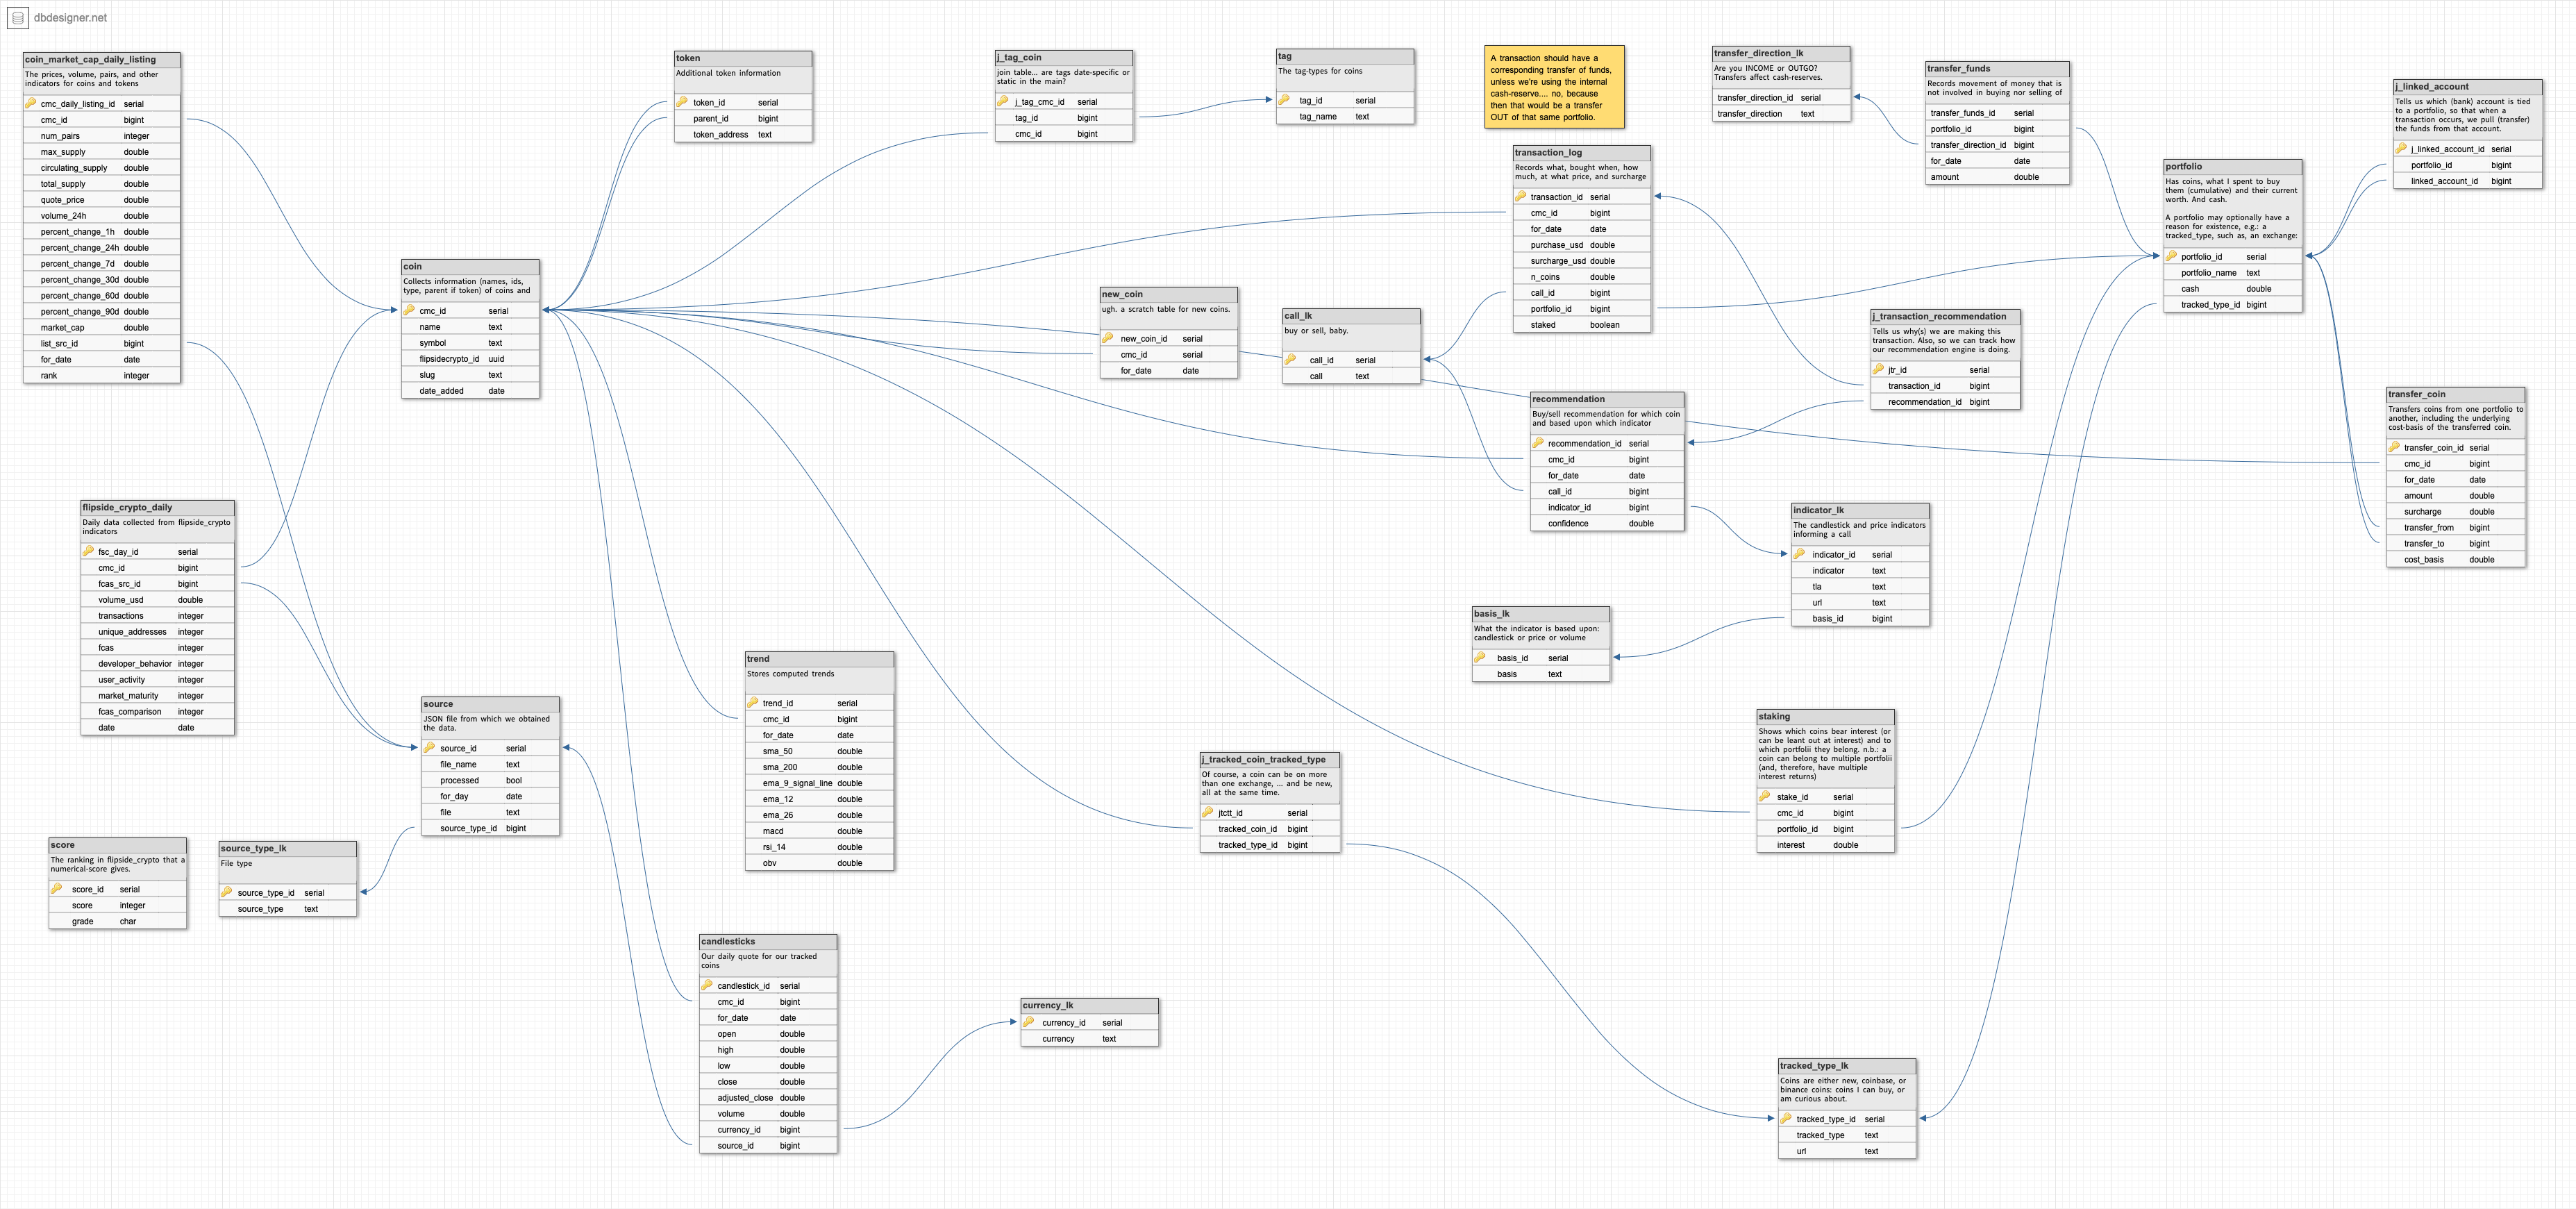 dbdesigner.net
coin_market_cap_daily_listing
The prices, volume, pairs, and other
indicators for coins and tokens
cmc_daily_listing_id serial
cmc_id bigint
num_pairs integer
max_supply double
circulating_supply double
total_supply double
quote_price double
volume_24h double
percent_change_1h double
percent_change_24h double
percent_change_7d double
percent_change_30d double
percent_change_60d double
percent_change_90d double
market_cap double
list_src_id bigint
for_date date
rank integer
token
Additional token information
token_id serial
parent_id bigint
token_address text
j_tag_coin
join table... are tags date-specific or
static in the main?
j_tag_cmc_id serial
tag_id bigint
cmc_id bigint
tag
The tag-types for coins
tag_id serial
tag_name text
A transaction should have a
corresponding transfer of funds,
unless we're using the internal
cash-reserve.... no, because
then that would be a transfer
OUT of that same portfolio.
transfer_direction_lk
Are you INCOME or OUTGO?
Transfers affect cash-reserves.
transfer_direction_id serial
transfer_direction text
transfer_funds
Records movement of money that is
not involved in buying nor selling of
transfer_funds_id serial
portfolio_id bigint
transfer_direction_id bigint
for_date date
amount double
j_linked_account
Tells us which (bank) account is tied
to a portfolio, so that when a
transaction occurs, we pull (transfer)
the funds from that account.
j_linked_account_id serial
portfolio_id bigint
linked_account_id bigint
transaction_log
Records what, bought when, how
much, at what price, and surcharge
transaction_id serial
cmc_id bigint
for_date date
purchase_usd double
surcharge_usd double
n_coins double
call_id bigint
portfolio_id bigint
staked boolean
portfolio
Has coins, what I spent to buy
them (cumulative) and their current
worth. And cash.
A portfolio may optionally have a
reason for existence, e.g.: a
tracked_type, such as, an exchange:
portfolio_id serial
portfolio_name text
cash double
tracked_type_id bigint
coin
Collects information (names, ids,
type, parent if token) of coins and
cmc_id serial
name text
symbol text
flipsidecrypto_id uuid
slug text
date_added date
new_coin
ugh. a scratch table for new coins.
new_coin_id serial
cmc_id serial
for_date date
call_lk
buy or sell, baby.
call_id serial
call text
j_transaction_recommendation
Tells us why(s) we are making this
transaction. Also, so we can track how
our recommendation engine is doing.
jtr_id serial
transaction_id bigint
recommendation_id bigint
recommendation
Buy/sell recommendation for which coin
and based upon which indicator
recommendation_id serial
cmc_id bigint
for_date date
call_id bigint
indicator_id bigint
confidence double
transfer_coin
Transfers coins from one portfolio to
another, including the underlying
cost-basis of the transferred coin.
transfer_coin_id serial
cmc_id bigint
for_date date
amount double
surcharge double
transfer_from bigint
transfer_to bigint
cost_basis double
flipside_crypto_daily
Daily data collected from flipside_crypto
indicators
fsc_day_id serial
cmc_id bigint
fcas_src_id bigint
volume_usd double
transactions integer
unique_addresses integer
fcas integer
developer_behavior integer
user_activity integer
market_maturity integer
fcas_comparison integer
date date
indicator_lk
The candlestick and price indicators
informing a call
indicator_id serial
indicator text
tla text
url text
basis_id bigint
basis_lk
What the indicator is based upon:
candlestick or price or volume
basis_id serial
basis text
trend
Stores computed trends
trend_id serial
cmc_id bigint
for_date date
sma_50 double
sma_200 double
ema_9_signal_line double
ema_12 double
ema_26 double
macd double
rsi_14 double
obv double
source
JSON file from which we obtained
the data.
source_id serial
file_name text
processed bool
for_day date
file text
source_type_id bigint
staking
Shows which coins bear interest (or
can be leant out at interest) and to
which portfolii they belong. n.b.: a
coin can belong to multiple portfolii
(and, therefore, have multiple
interest returns)
stake_id serial
cmc_id bigint
portfolio_id bigint
interest double
j_tracked_coin_tracked_type
Of course, a coin can be on more
than one exchange, ... and be new,
all at the same time.
jtctt_id serial
tracked_coin_id bigint
tracked_type_id bigint
score
The ranking in flipside_crypto that a
numerical-score gives.
score_id serial
score integer
grade char
source_type_lk
File type
source_type_id serial
source_type text
candlesticks
Our daily quote for our tracked
coins
candlestick_id serial
cmc_id bigint
for_date date
open double
high double
low double
close double
adjusted_close double
volume double
currency_id bigint
source_id bigint
currency_lk
currency_id serial
currency text
tracked_type_lk
Coins are either new, coinbase, or
binance coins: coins I can buy, or
am curious about.
tracked_type_id serial
tracked_type text
url text